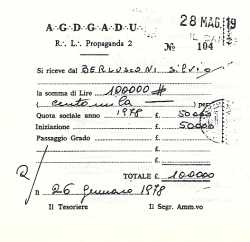 A G D G A D U
28 MAG. 19
R. L. Propaganda 2
№ 104
Si riceve dal BERLUSCONI Silvio
la somma di Lire 100000 #
( centomila ) per:
Quota sociale anno 1978 £. 50000
Iniziazione £. 50000
Passaggio Grado £.
£.
TOTALE £. 100000
lì 26 gennaro 1978
Il Tesoriere Il Segr. Amm.vo